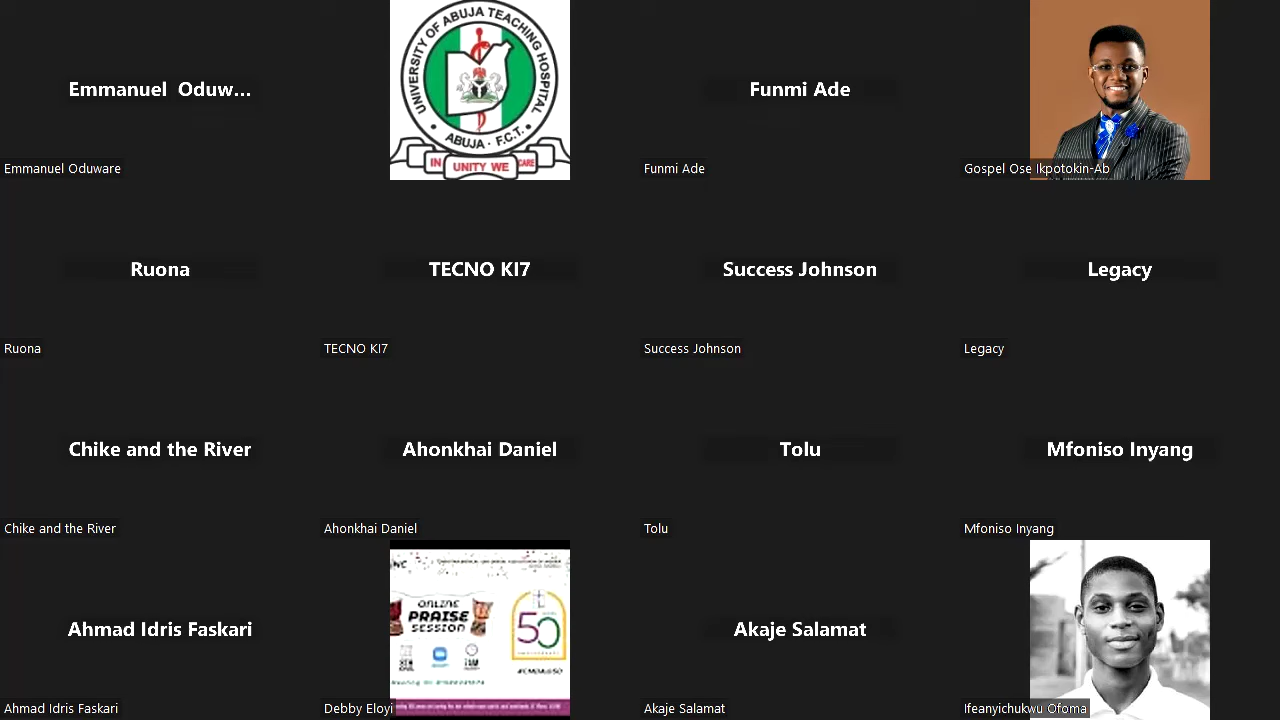 Emmanuel Oduw...
Emmanuel Oduware
UNIVERSITY OF ABUJA TEACHING HOSPITAL
ABUJA - F.C.T.
IN UNITY WE CARE
Funmi Ade
Funmi Ade
Gospel Ose Ikpotokin-Ab
Ruona
Ruona
TECNO KI7
TECNO KI7
Success Johnson
Success Johnson
Legacy
Legacy
Chike and the River
Chike and the River
Ahonkhai Daniel
Ahonkhai Daniel
Tolu
Tolu
Mfoniso Inyang
Mfoniso Inyang
Ahmad Idris Faskari
Ahmad Idris Faskari
ONLINE
PRAISE
SESSION
50
Debby Eloyi
Akaje Salamat
Akaje Salamat
Ifeanyichukwu Ofoma